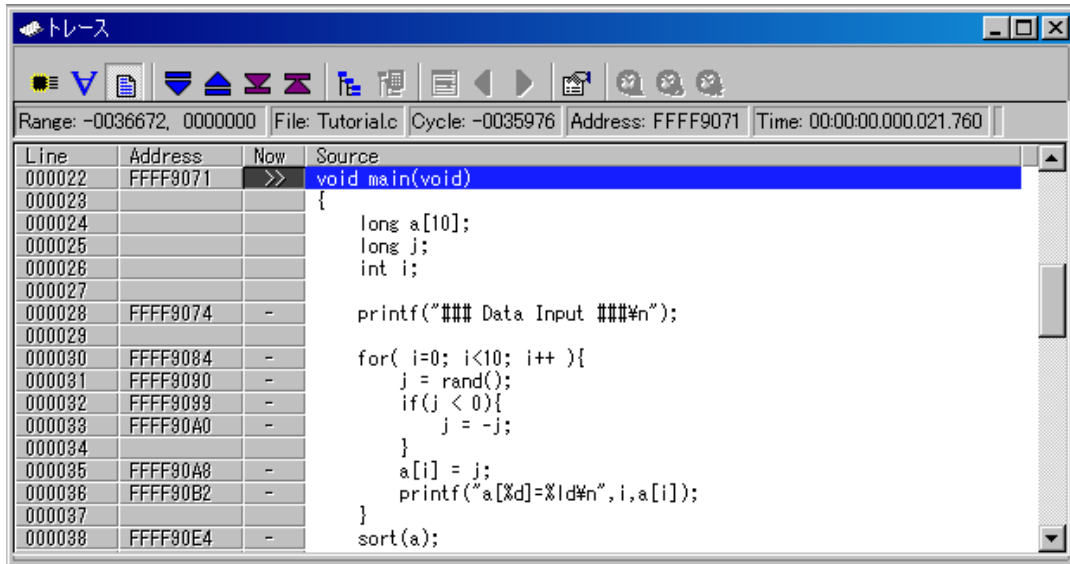 トレース
Range: -0036672, 0000000 File: Tutorial.c Cycle: -0035976 Address: FFFF9071 Time: 00:00:00.000.021.760
Line Address Now Source
000022 FFFF9071 >> void main(void)
000023 {
000024 long a[10];
000025 long j;
000026 int i;
000027
000028 FFFF9074 - printf("### Data Input ###¥n");
000029
000030 FFFF9084 - for( i=0; i<10; i++ ){
000031 FFFF9090 - j = rand();
000032 FFFF9099 - if(j < 0){
000033 FFFF90A0 - j = -j;
000034 }
000035 FFFF90A8 - a[i] = j;
000036 FFFF90B2 - printf("a[%d]=%ld¥n",i,a[i]);
000037 }
000038 FFFF90E4 - sort(a);